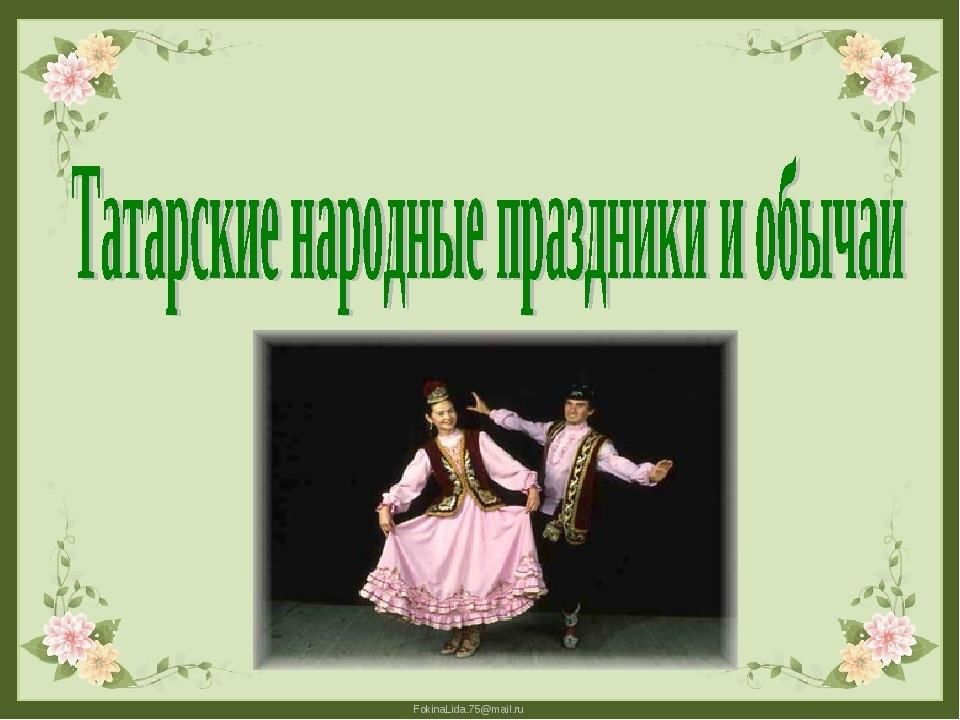 Татарские народные праздники и обычаи
FokinaLida.75@mail.ru